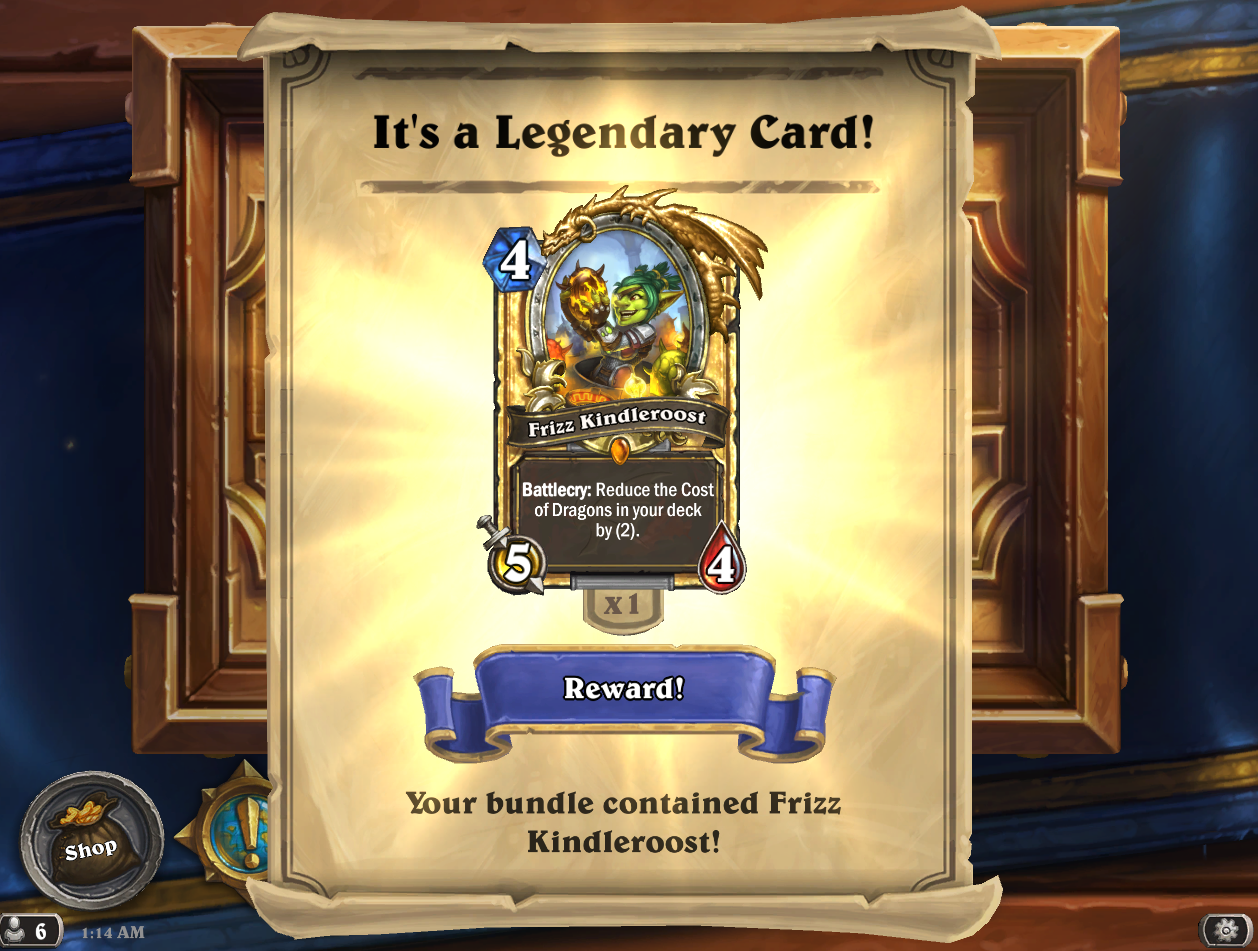 It's a Legendary Card!
4
Frizz Kindleroost
Battlecry: Reduce the Cost
of Dragons in your deck
by (2).
5
4
x 1
Reward!
Your bundle contained Frizz
Kindleroost!
Shop
6
1:14 AM